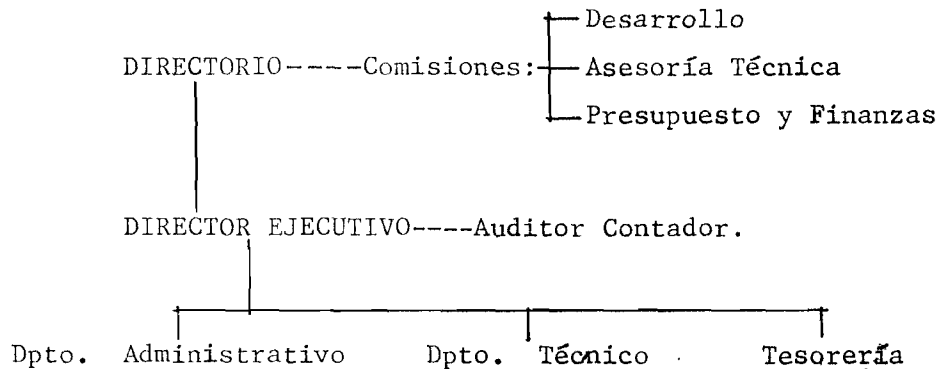 Desarrollo
DIRECTORIO-----Comisiones: Asesoría Técnica
Presupuesto y Finanzas
DIRECTOR EJECUTIVO----Auditor Contador.
Dpto. Administrativo Dpto. Técnico Tesorería